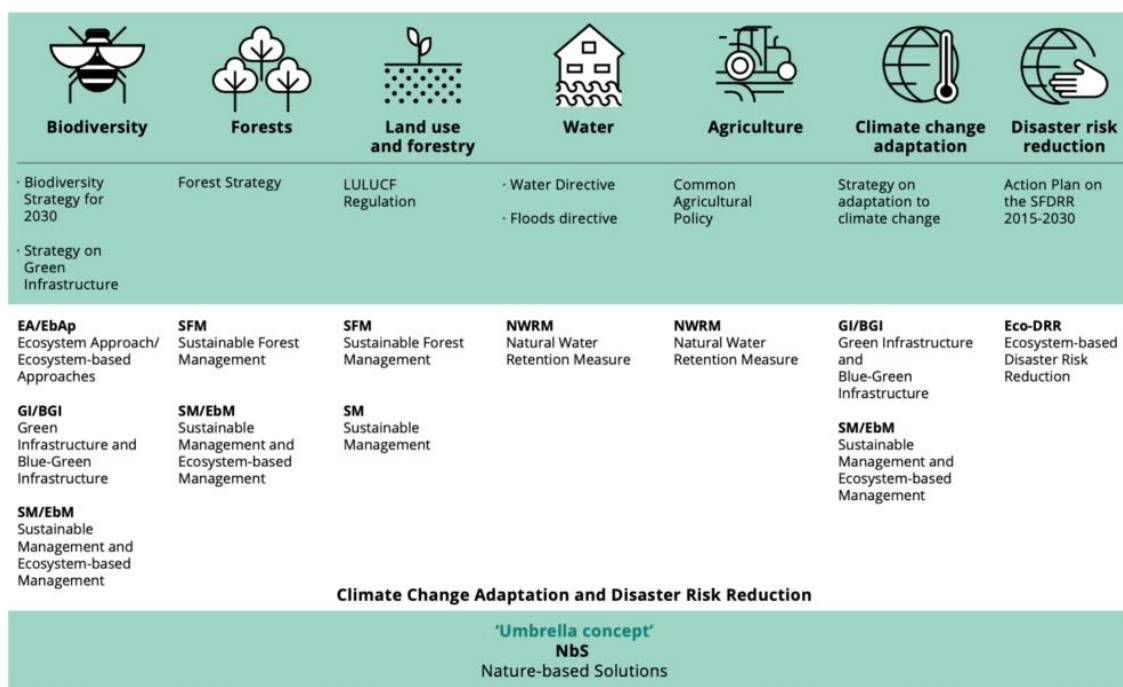 Biodiversity
Forests
Land use
and forestry
Water
Agriculture
Climate change
adaptation
Disaster risk
reduction
· Biodiversity
Strategy for
2030
· Strategy on
Green
Infrastructure
Forest Strategy
LULUCF
Regulation
· Water Directive
· Floods directive
Common
Agricultural
Policy
Strategy on
adaptation to
climate change
Action Plan on
the SFDRR
2015-2030
EA/EbAp
Ecosystem Approach/
Ecosystem-based
Approaches
GI/BGI
Green
Infrastructure and
Blue-Green
Infrastructure
SM/EbM
Sustainable
Management and
Ecosystem-based
Management
SFM
Sustainable Forest
Management
SM/EbM
Sustainable
Management and
Ecosystem-based
Management
SFM
Sustainable Forest
Management
SM
Sustainable
Management
NWRM
Natural Water
Retention Measure
NWRM
Natural Water
Retention Measure
GI/BGI
Green Infrastructure
and
Blue-Green
Infrastructure
SM/EbM
Sustainable
Management and
Ecosystem-based
Management
Eco-DRR
Ecosystem-based
Disaster Risk
Reduction
Climate Change Adaptation and Disaster Risk Reduction
‘Umbrella concept’
NbS
Nature-based Solutions